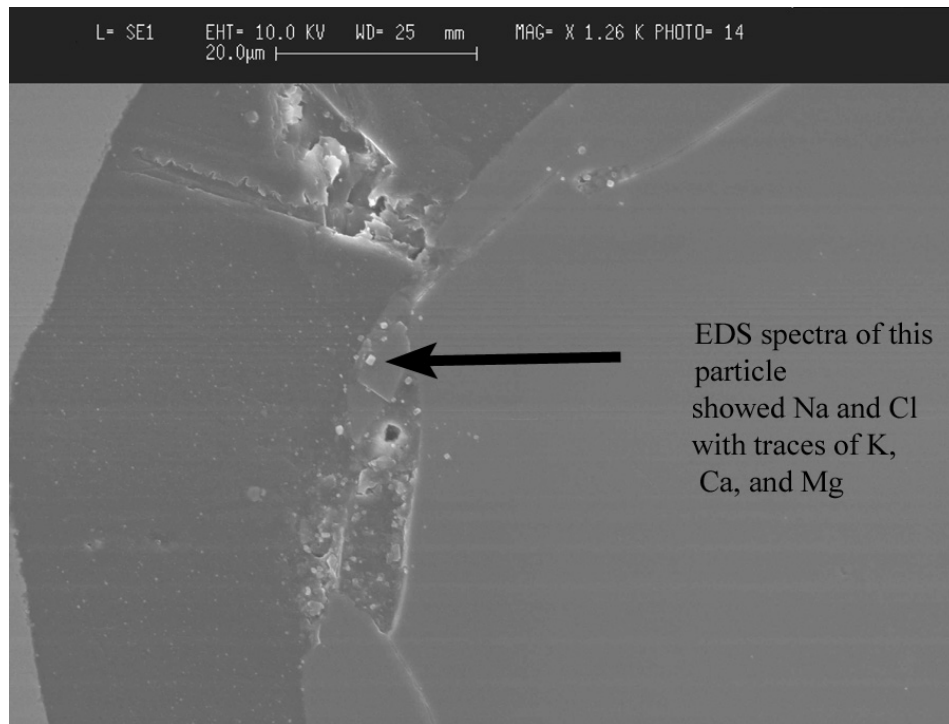 L= SE1 EHT= 10.0 KV WD= 25 mm MAG= X 1.26 K PHOTO= 14
20.0µm
EDS spectra of this
particle
showed Na and Cl
with traces of K,
Ca, and Mg